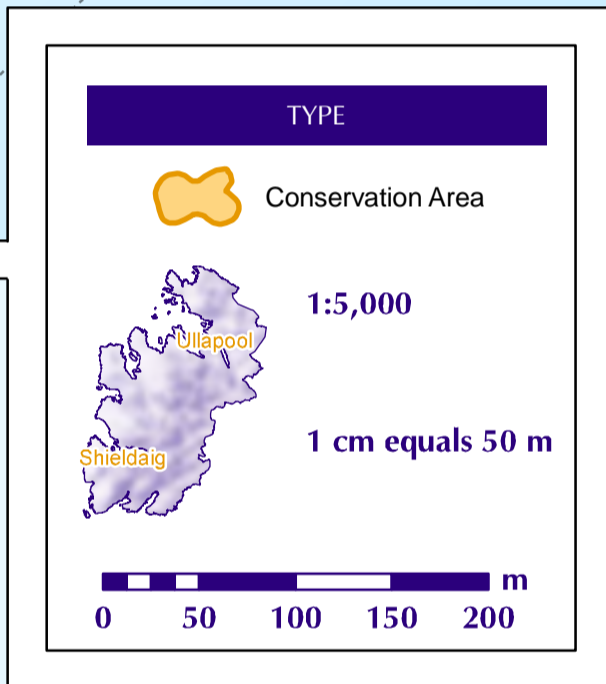 TYPE
Conservation Area
1:5,000
Ullapool
1 cm equals 50 m
Shieldaig
m
0 50 100 150 200